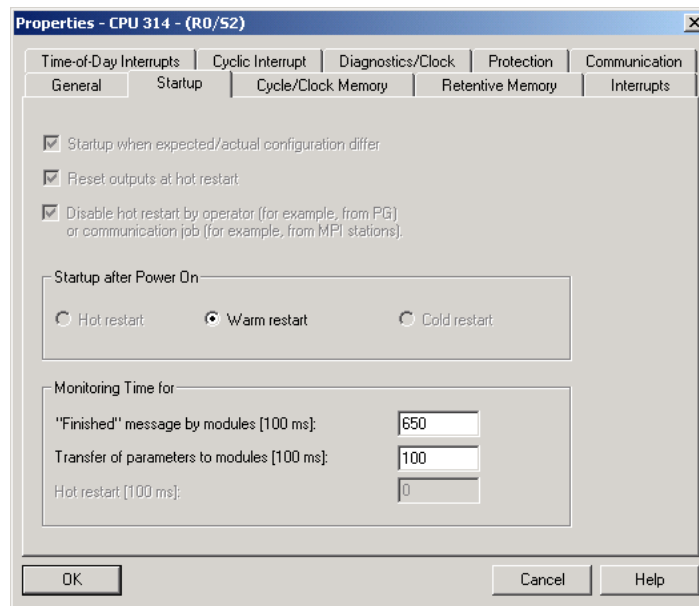 Properties - CPU 314 - (R0/S2)
Time-of-Day Interrupts Cyclic Interrupt Diagnostics/Clock Protection Communication
General Startup Cycle/Clock Memory Retentive Memory Interrupts
Startup when expected/actual configuration differ
Reset outputs at hot restart
Disable hot restart by operator (for example, from PG)
or communication job (for example, from MPI stations).
Startup after Power On
Hot restart Warm restart Cold restart
Monitoring Time for
"Finished" message by modules [100 ms]: 650
Transfer of parameters to modules [100 ms]: 100
Hot restart [100 ms]: 0
OK Cancel Help